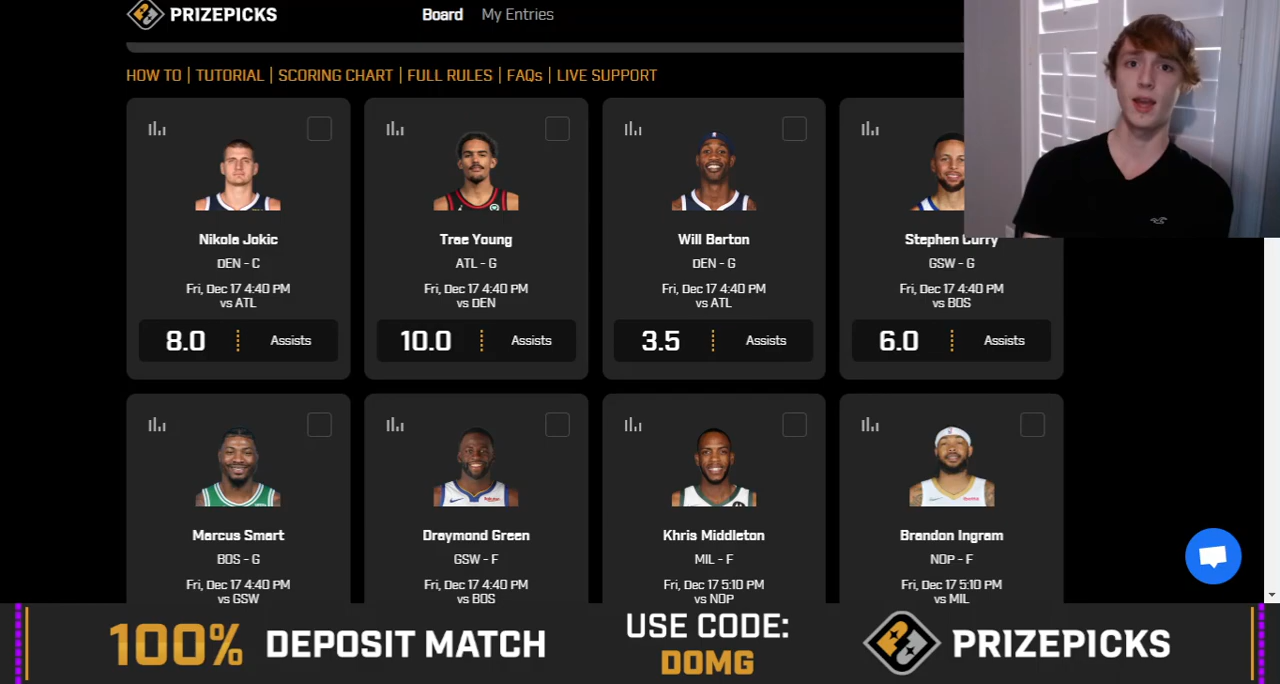 PRIZEPICKS Board My Entries
HOW TO | TUTORIAL | SCORING CHART | FULL RULES | FAQs | LIVE SUPPORT
Nikola Jokic
DEN - C
Fri, Dec 17 4:40 PM
vs ATL
8.0 Assists
Trae Young
ATL - G
Fri, Dec 17 4:40 PM
vs DEN
10.0 Assists
Will Barton
DEN - G
Fri, Dec 17 4:40 PM
vs ATL
3.5 Assists
Stephen Curry
GSW - G
Fri, Dec 17 4:40 PM
vs BOS
6.0 Assists
Marcus Smart
BOS - G
Fri, Dec 17 4:40 PM
vs GSW
Draymond Green
GSW - F
Fri, Dec 17 4:40 PM
vs BOS
Khris Middleton
MIL - F
Fri, Dec 17 5:10 PM
vs NOP
Brandon Ingram
NOP - F
Fri, Dec 17 5:10 PM
vs MIL
100% DEPOSIT MATCH
USE CODE:
DOMG
PRIZEPICKS